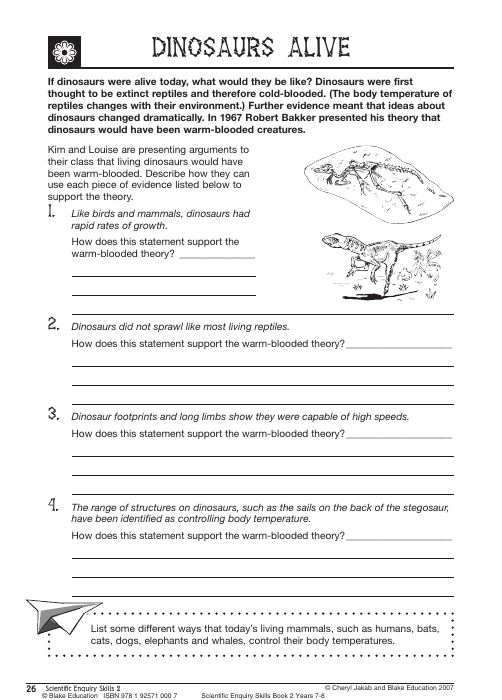 DINOSAURS ALIVE
If dinosaurs were alive today, what would they be like? Dinosaurs were first
thought to be extinct reptiles and therefore cold-blooded. (The body temperature of
reptiles changes with their environment.) Further evidence meant that ideas about
dinosaurs changed dramatically. In 1967 Robert Bakker presented his theory that
dinosaurs would have been warm-blooded creatures.
Kim and Louise are presenting arguments to
their class that living dinosaurs would have
been warm-blooded. Describe how they can
use each piece of evidence listed below to
support the theory.
1. Like birds and mammals, dinosaurs had
rapid rates of growth.
How does this statement support the
warm-blooded theory? ______________
2. Dinosaurs did not sprawl like most living reptiles.
How does this statement support the warm-blooded theory?____________________
3. Dinosaur footprints and long limbs show they were capable of high speeds.
How does this statement support the warm-blooded theory?____________________
4. The range of structures on dinosaurs, such as the sails on the back of the stegosaur,
have been identified as controlling body temperature.
How does this statement support the warm-blooded theory?____________________
List some different ways that today's living mammals, such as humans, bats,
cats, dogs, elephants and whales, control their body temperatures.
26 Scientific Enquiry Skills 2 © Cheryl Jakab and Blake Education 2007
© Blake Education ISBN 978 1 92571 000 7 Scientific Enquiry Skills Book 2 Years 7-8